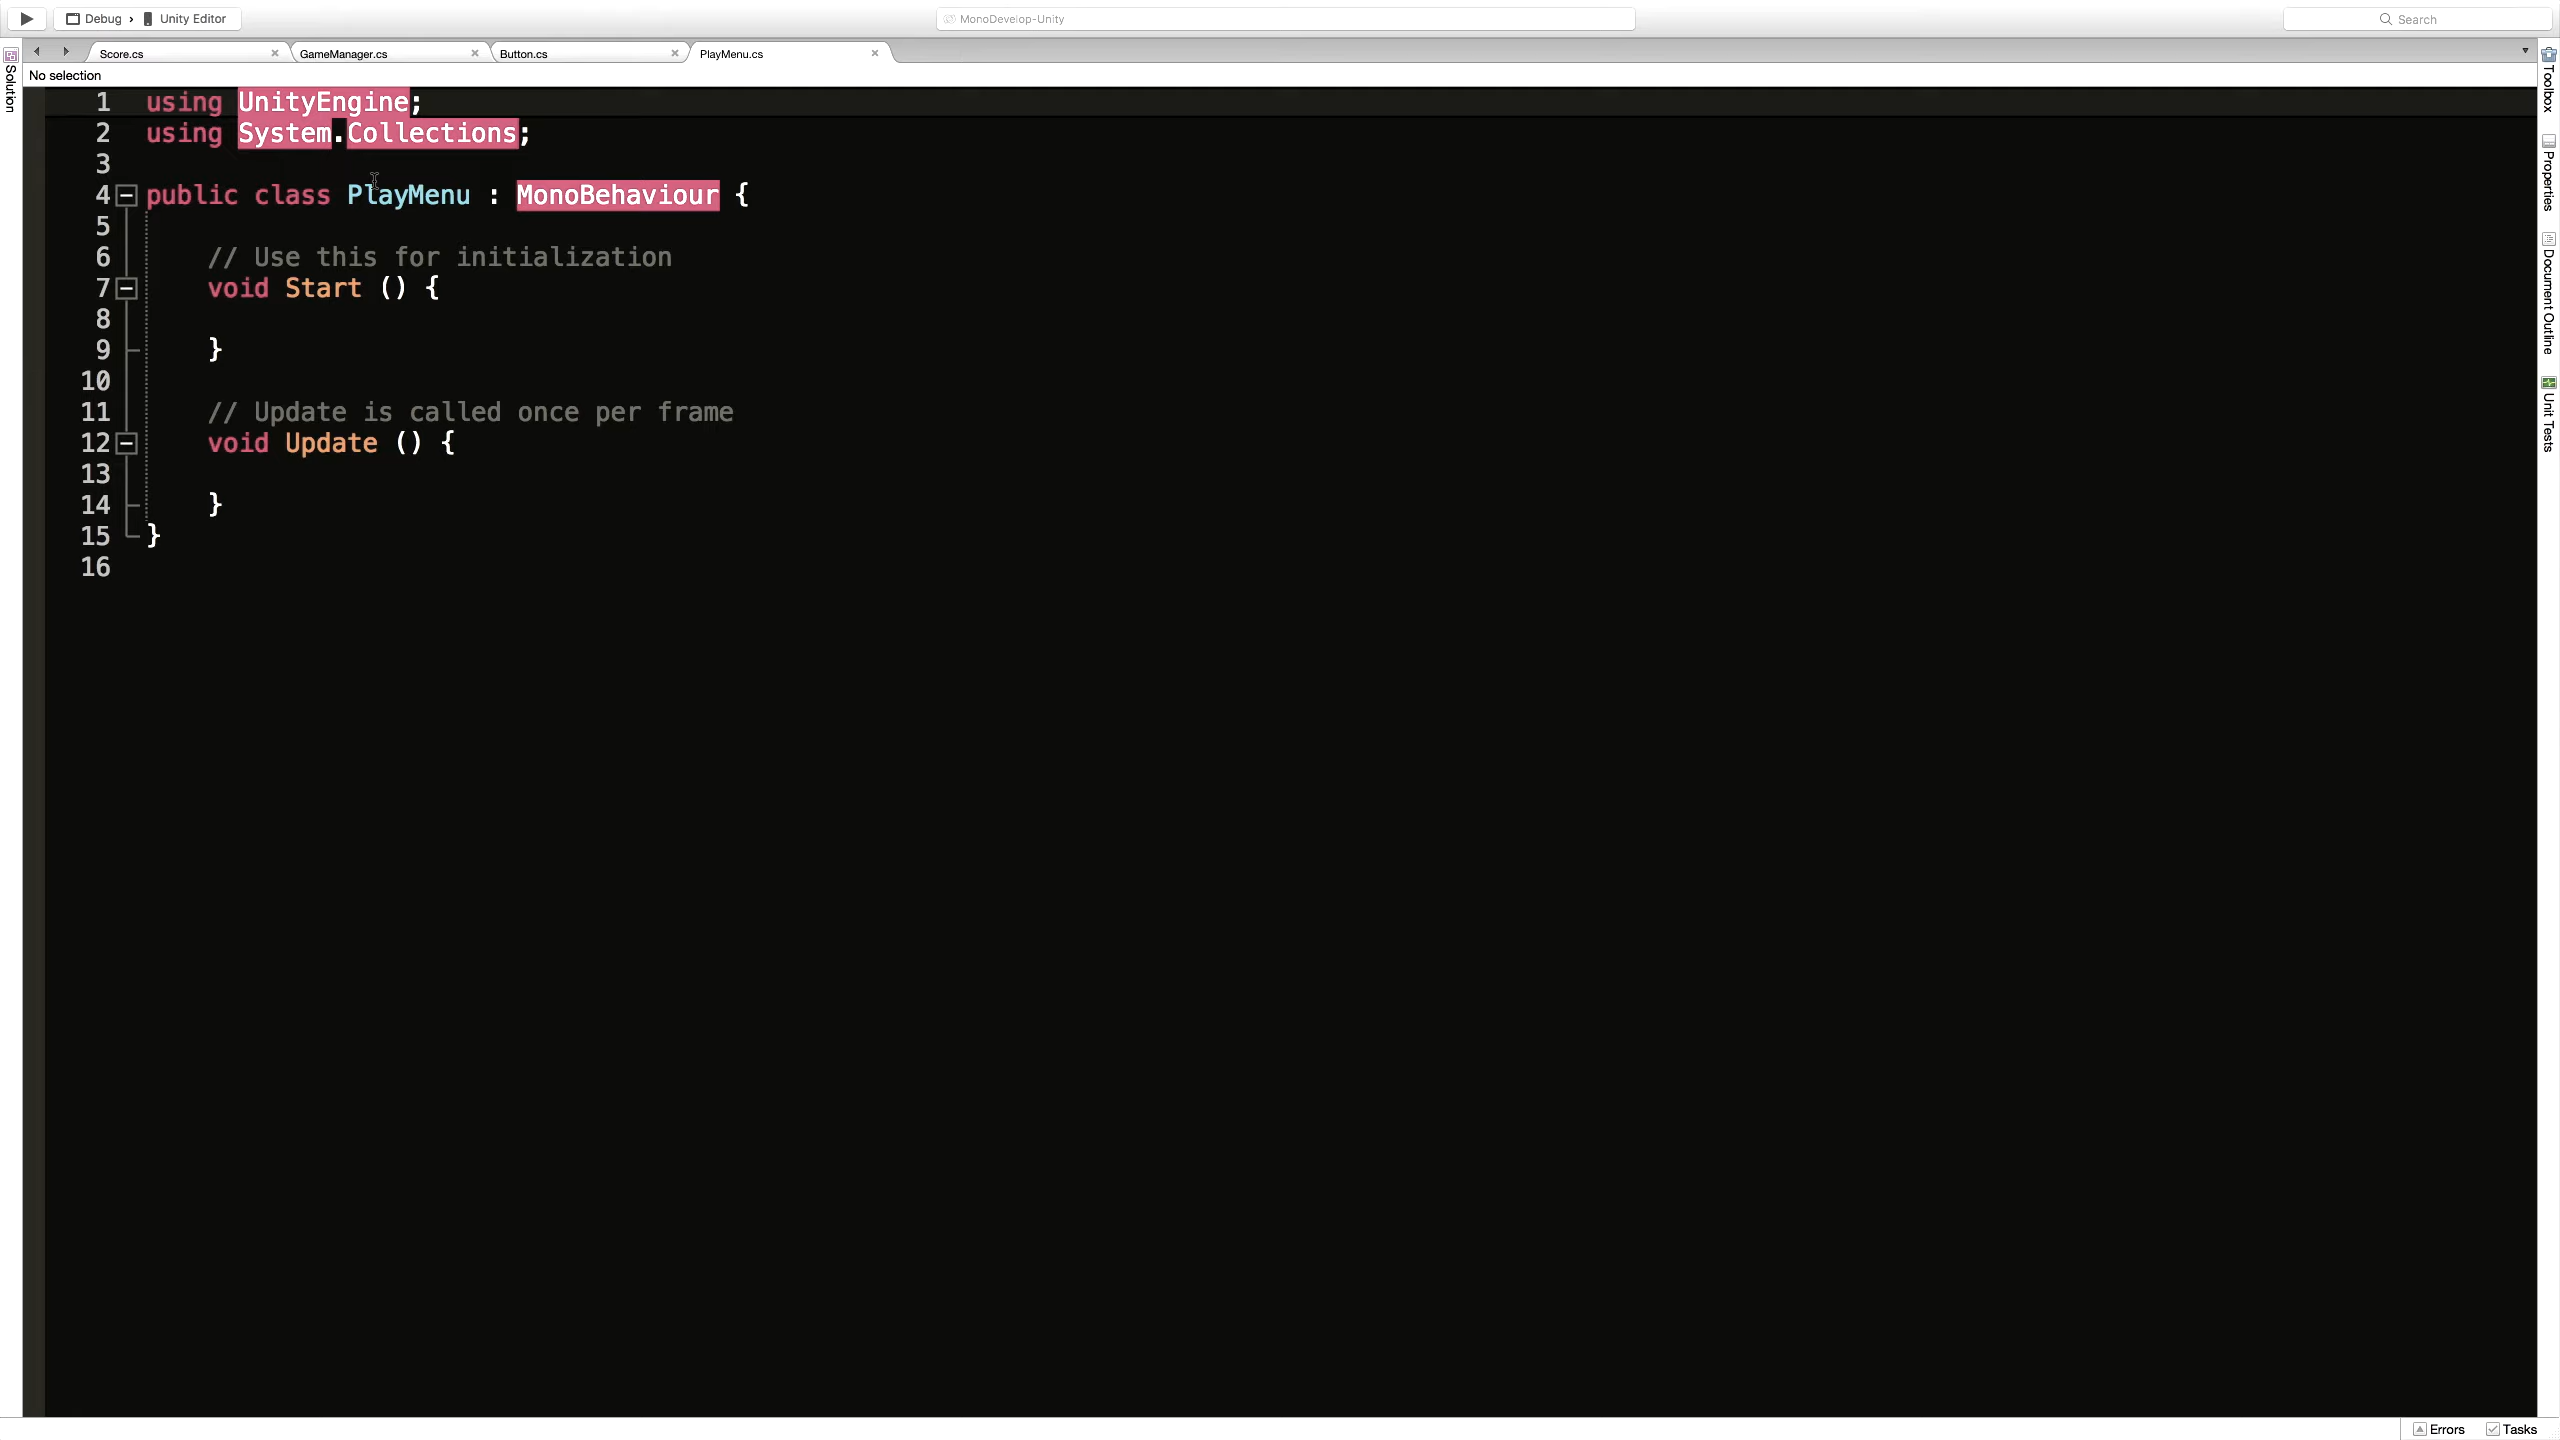 Debug › Unity Editor
MonoDevelop-Unity
Search
Score.cs
GameManager.cs
Button.cs
PlayMenu.cs
No selection
Solution
1 using UnityEngine;
2 using System.Collections;
3
4 public class PlayMenu : MonoBehaviour {
5
6 // Use this for initialization
7 void Start () {
8
9 }
10
11 // Update is called once per frame
12 void Update () {
13
14 }
15 }
16
Toolbox
Properties
Document Outline
Unit Tests
Errors
Tasks